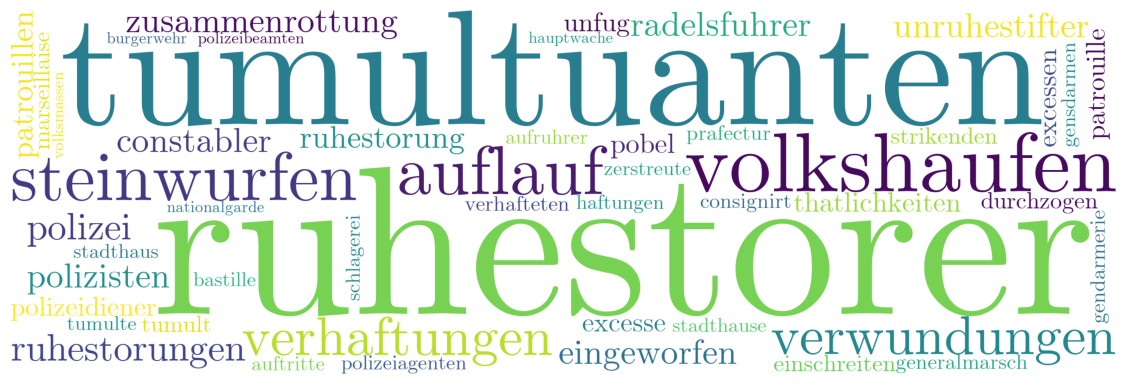 zusammenrottung
unfug
radelsfuhrer
unruhestifter
burgerwehr
polizeibeamten
hauptwache
patrouillen
marseillaise
volksmassen
tumultuanten
excessen
gensdarmen
patrouille
constabler
ruhestorung
aufruhrer
pobel
prafectur
strikenden
steinwurfen
auflauf
zerstreute
volkshaufen
nationalgarde
verhafteten
haftungen
consignirt
thatlichkeiten
durchzogen
polizei
stadthaus
schlagerei
ruhestorer
gendarmerie
polizisten
bastille
polizeidiener
tumulte
tumult
verhaftungen
excesse
stadthause
verwundungen
ruhestorungen
auftritte
polizeiagenten
eingeworfen
einschreiten
generalmarsch